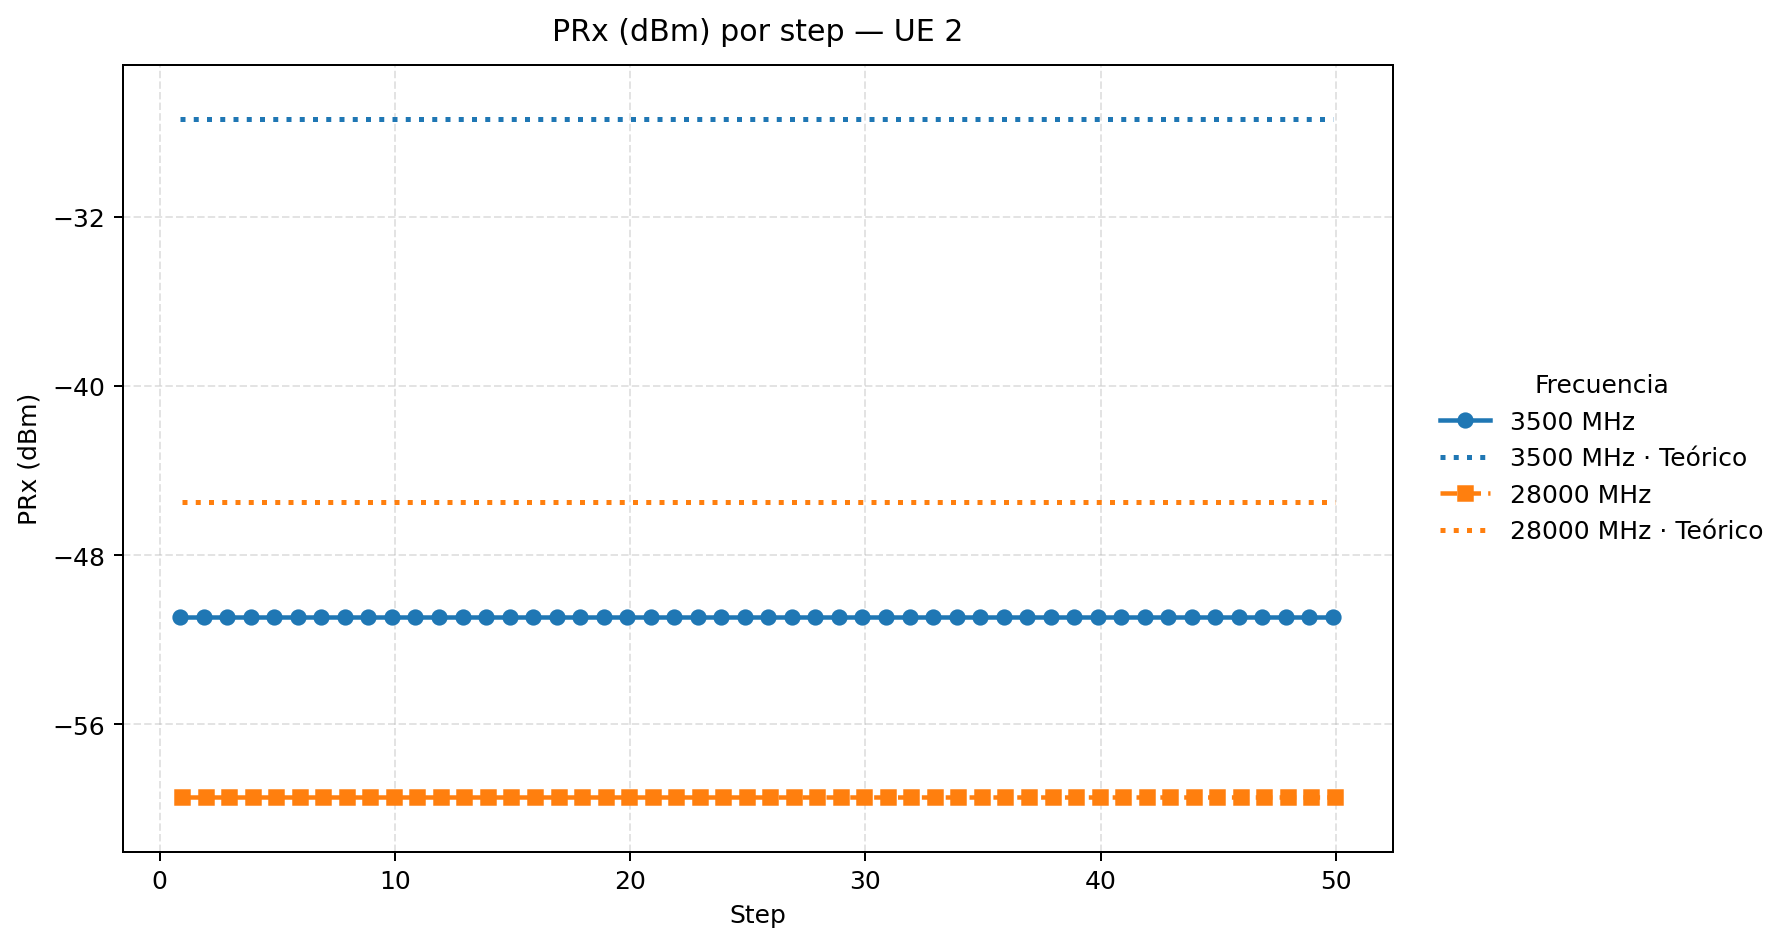 PRx (dBm) por step — UE 2
PRx (dBm)
−32
−40
−48
−56
0 10 20 30 40 50
Step
Frecuencia
3500 MHz
3500 MHz · Teórico
28000 MHz
28000 MHz · Teórico